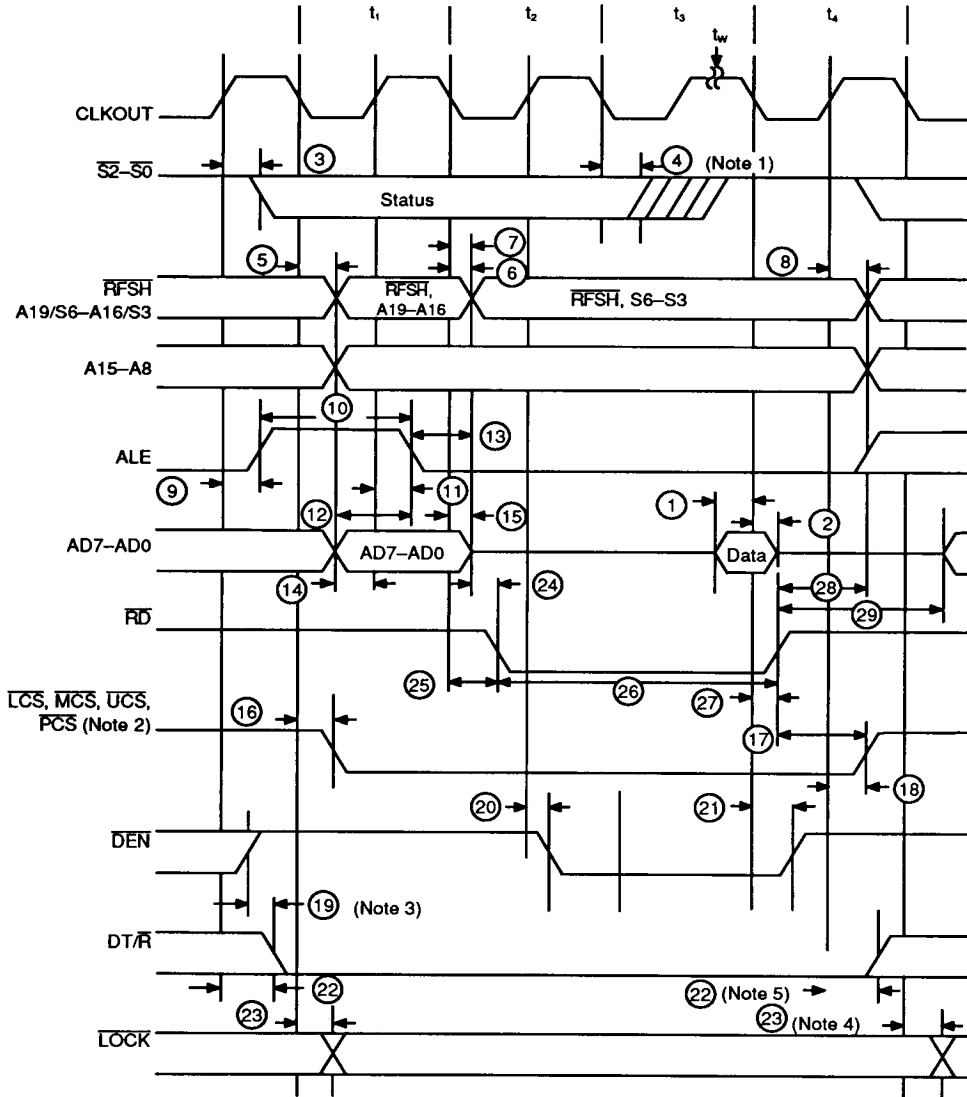 t1 t2 t3 t4
tW
CLKOUT
3 4 (Note 1)
S2–S0
Status
7
5 6 8
RFSH
A19/S6–A16/S3
RFSH,
A19–A16
RFSH, S6–S3
A15–A8
10
13
ALE
9 11 1
12 15 2
AD7–AD0 AD7–AD0 Data
14 24 28
29
RD
25 26 27
LCS, MCS, UCS,
PCS (Note 2)
16
17
18
20 21
DEN
19 (Note 3)
DT/R
22 22 (Note 5)
23 23 (Note 4)
LOCK